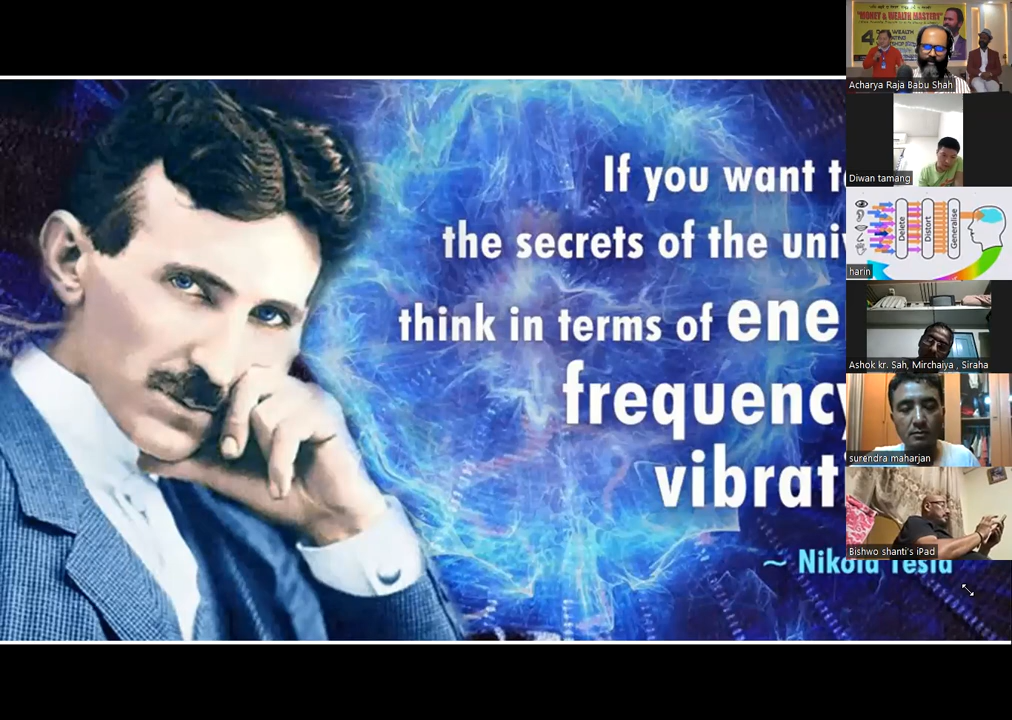 If you want t
the secrets of the univ
think in terms of ene
frequency
vibrat
~ Nikola Tesla
"MONEY & WEALTH MASTERY"
4
WEALTH
Acharya Raja Babu Shah
Diwan tamang
Delete
Distort
Generalise
harin
Ashok kr. Sah, Mirchaiya , Siraha
surendra maharjan
Bishwo shanti's iPad